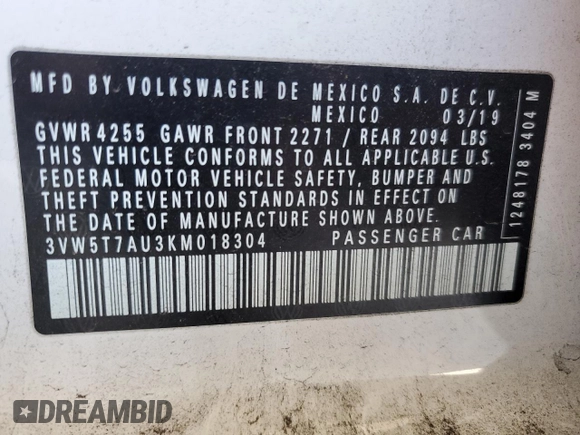 MFD BY VOLKSWAGEN DE MEXICO S.A. DE C.V.
MEXICO 03/19
GVWR 4255 GAWR FRONT 2271 / REAR 2094 LBS
THIS VEHICLE CONFORMS TO ALL APPLICABLE U.S.
FEDERAL MOTOR VEHICLE SAFETY, BUMPER AND
THEFT PREVENTION STANDARDS IN EFFECT ON
THE DATE OF MANUFACTURE SHOWN ABOVE.
3VW5T7AU3KM018304 PASSENGER CAR
1248178 3404 M
DREAMBID